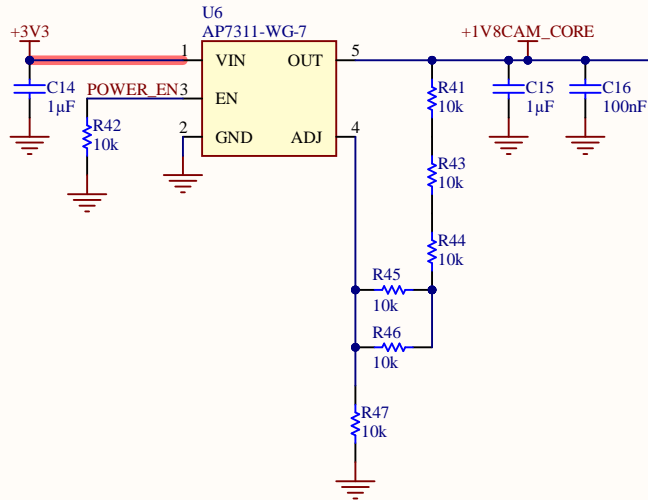 U6
AP7311-WG-7
+3V3
+1V8CAM_CORE
1
VIN
OUT
5
C14
1µF
POWER_EN
3
EN
R41
10k
C15
1µF
C16
100nF
R42
10k
2
GND
ADJ
4
R43
10k
R44
10k
R45
10k
R46
10k
R47
10k